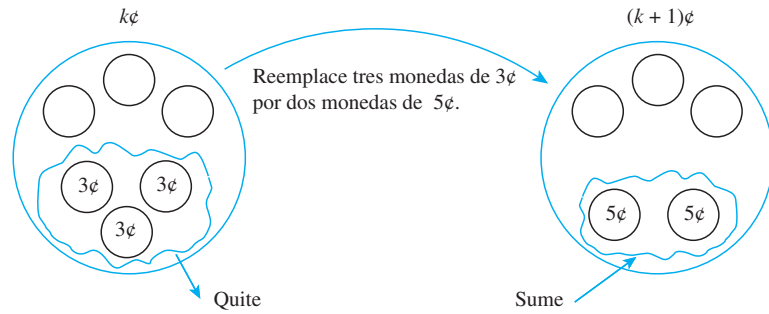 k¢
(k + 1)¢
Reemplace tres monedas de 3¢
por dos monedas de 5¢.
3¢
3¢
3¢
5¢
5¢
Quite
Sume